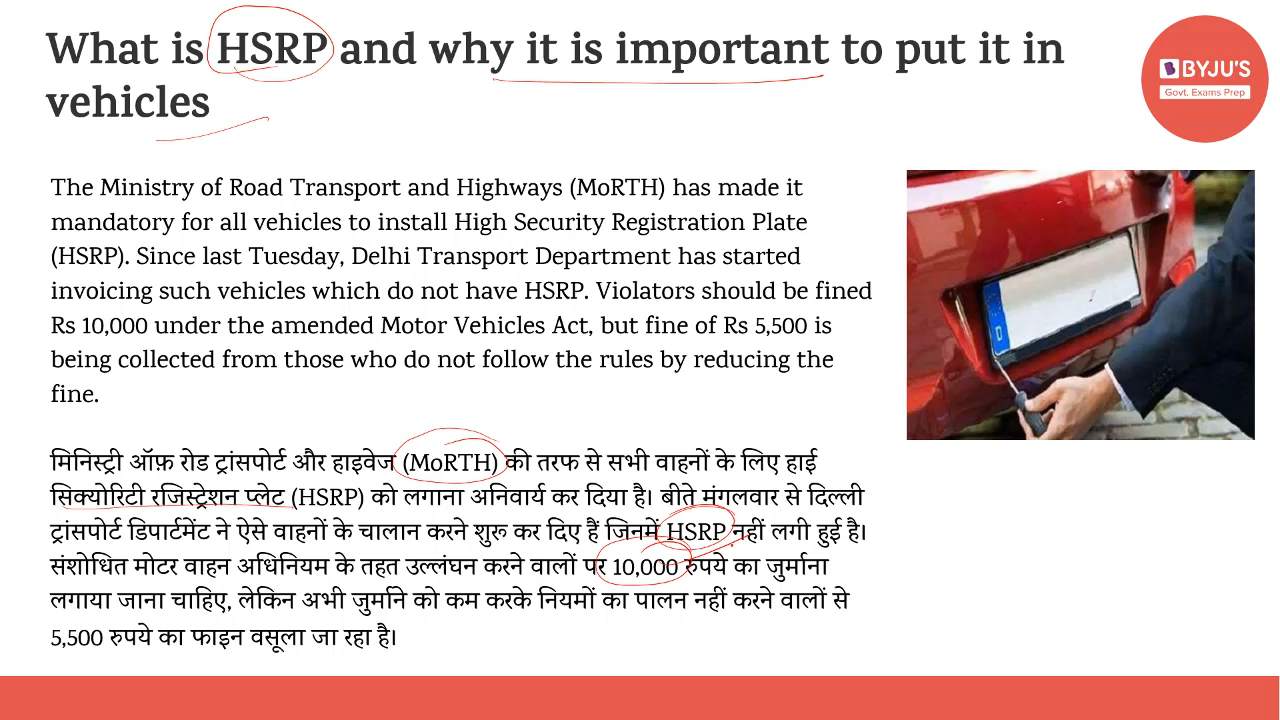 What is HSRP and why it is important to put it in
vehicles
BYJU'S
Govt. Exams Prep
The Ministry of Road Transport and Highways (MoRTH) has made it
mandatory for all vehicles to install High Security Registration Plate
(HSRP). Since last Tuesday, Delhi Transport Department has started
invoicing such vehicles which do not have HSRP. Violators should be fined
Rs 10,000 under the amended Motor Vehicles Act, but fine of Rs 5,500 is
being collected from those who do not follow the rules by reducing the
fine.
मिनिस्ट्री ऑफ़ रोड ट्रांसपोर्ट और हाइवेज (MoRTH) की तरफ से सभी वाहनों के लिए हाई
सिक्योरिटी रजिस्ट्रेशन प्लेट (HSRP) को लगाना अनिवार्य कर दिया है। बीते मंगलवार से दिल्ली
ट्रांसपोर्ट डिपार्टमेंट ने ऐसे वाहनों के चालान करने शुरू कर दिए हैं जिनमें HSRP नहीं लगी हुई है।
संशोधित मोटर वाहन अधिनियम के तहत उल्लंघन करने वालों पर 10,000 रुपये का जुर्माना
लगाया जाना चाहिए, लेकिन अभी जुर्माने को कम करके नियमों का पालन नहीं करने वालों से
5,500 रुपये का फाइन वसूला जा रहा है।